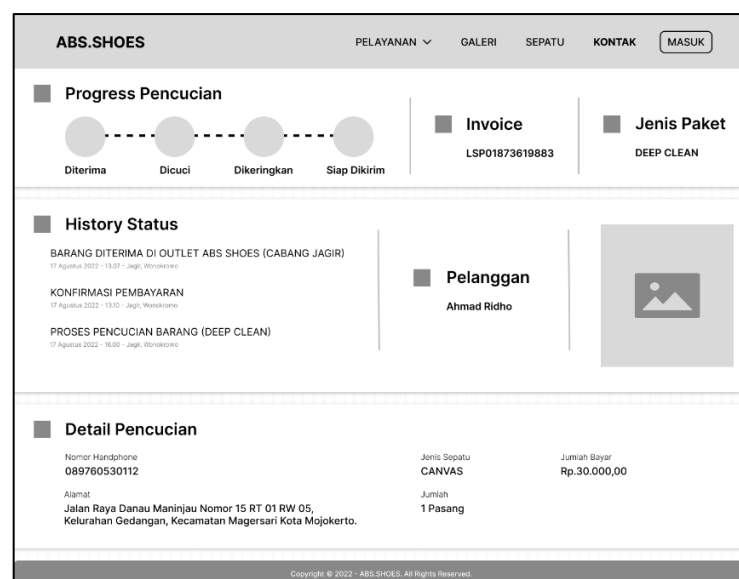 ABS.SHOES
PELAYANAN
GALERI
SEPATU
KONTAK
MASUK
Progress Pencucian
Diterima
Dicuci
Dikeringkan
Siap Dikirim
Invoice
LSP01873619883
Jenis Paket
DEEP CLEAN
History Status
BARANG DITERIMA DI OUTLET ABS SHOES (CABANG JAGIR)
17 Agustus 2022 - 13.07 - Jagir, Wonokromo
KONFIRMASI PEMBAYARAN
17 Agustus 2022 - 13.10 - Jagir, Wonokromo
PROSES PENCUCIAN BARANG (DEEP CLEAN)
17 Agustus 2022 - 16.00 - Jagir, Wonokromo
Pelanggan
Ahmad Ridho
Detail Pencucian
Nomor Handphone
089760530112
Alamat
Jalan Raya Danau Maninjau Nomor 15 RT 01 RW 05,
Kelurahan Gedangan, Kecamatan Magersari Kota Mojokerto.
Jenis Sepatu
CANVAS
Jumlah
1 Pasang
Jumlah Bayar
Rp.30.000,00
Copyright © 2022 - ABS.SHOES. All Rights Reserved.